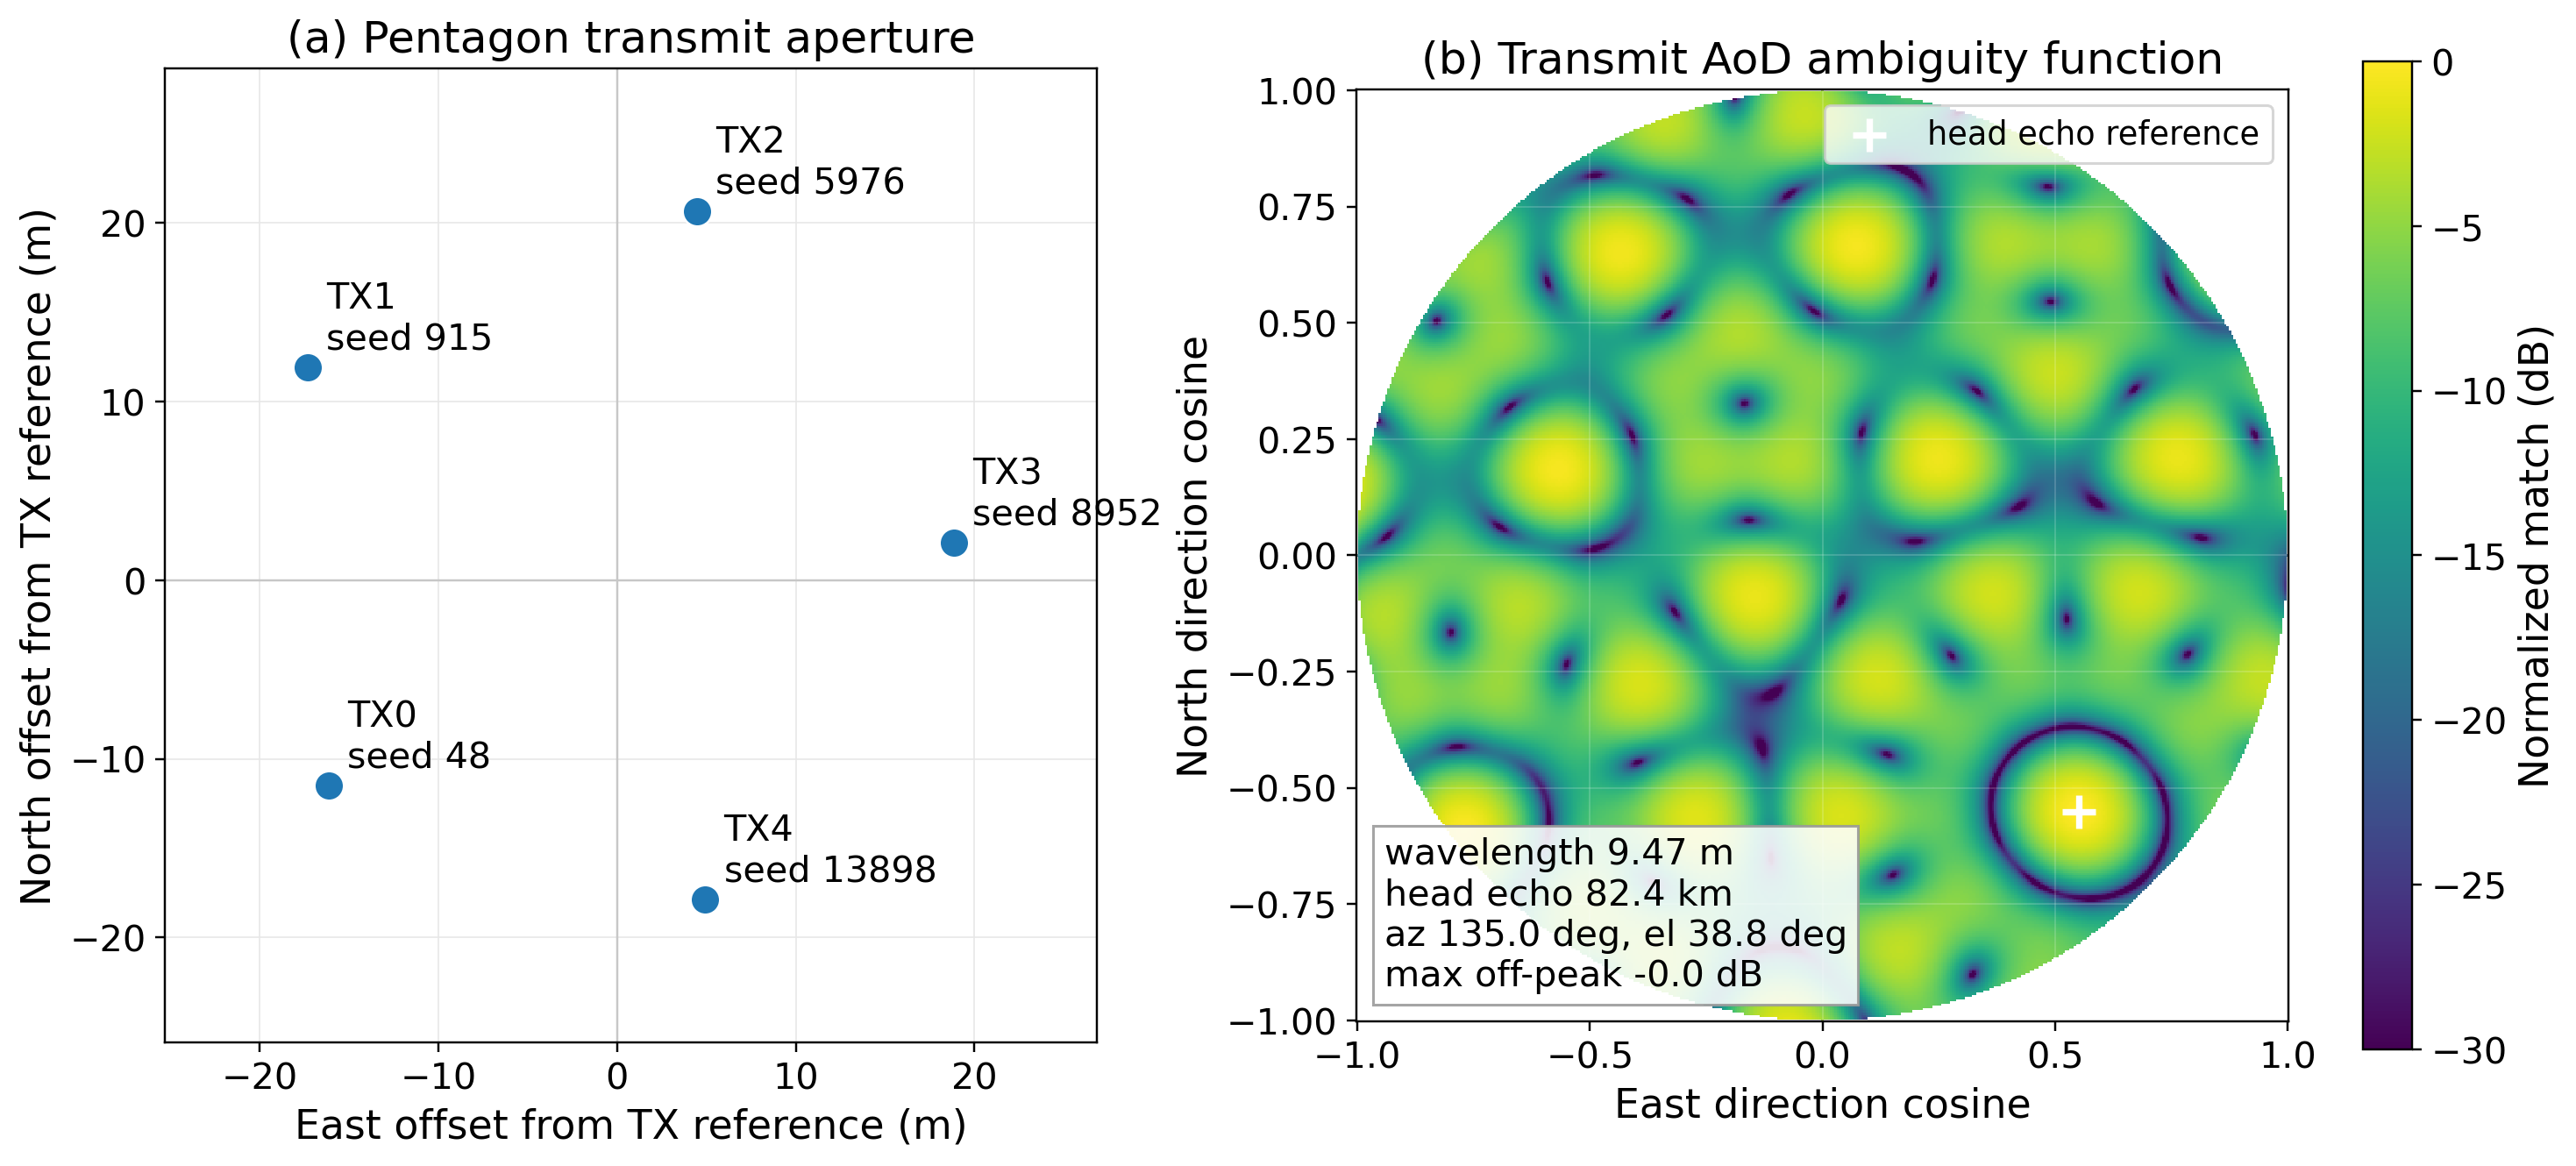 (a) Pentagon transmit aperture
TX2
seed 5976
TX1
seed 915
TX3
seed 8952
TX0
seed 48
TX4
seed 13898
20
10
0
−10
−20
−20
−10
0
10
20
North offset from TX reference (m)
East offset from TX reference (m)
(b) Transmit AoD ambiguity function
head echo reference
1.00
0.75
0.50
0.25
0.00
−0.25
−0.50
−0.75
−1.00
−1.0
−0.5
0.0
0.5
1.0
North direction cosine
East direction cosine
wavelength 9.47 m
head echo 82.4 km
az 135.0 deg, el 38.8 deg
max off-peak -0.0 dB
0
−5
−10
−15
−20
−25
−30
Normalized match (dB)